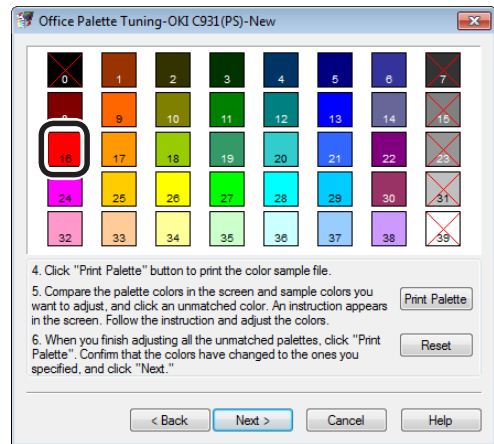 Office Palette Tuning-OKI C931(PS)-New
0 1 2 3 4 5 6 7
8 9 10 11 12 13 14 15
16 17 18 19 20 21 22 23
24 25 26 27 28 29 30 31
32 33 34 35 36 37 38 39
4. Click "Print Palette" button to print the color sample file.
5. Compare the palette colors in the screen and sample colors you
want to adjust, and click an unmatched color. An instruction appears
in the screen. Follow the instruction and adjust the colors.
Print Palette
6. When you finish adjusting all the unmatched palettes, click "Print
Palette". Confirm that the colors have changed to the ones you
specified, and click "Next."
Reset
< Back Next > Cancel Help